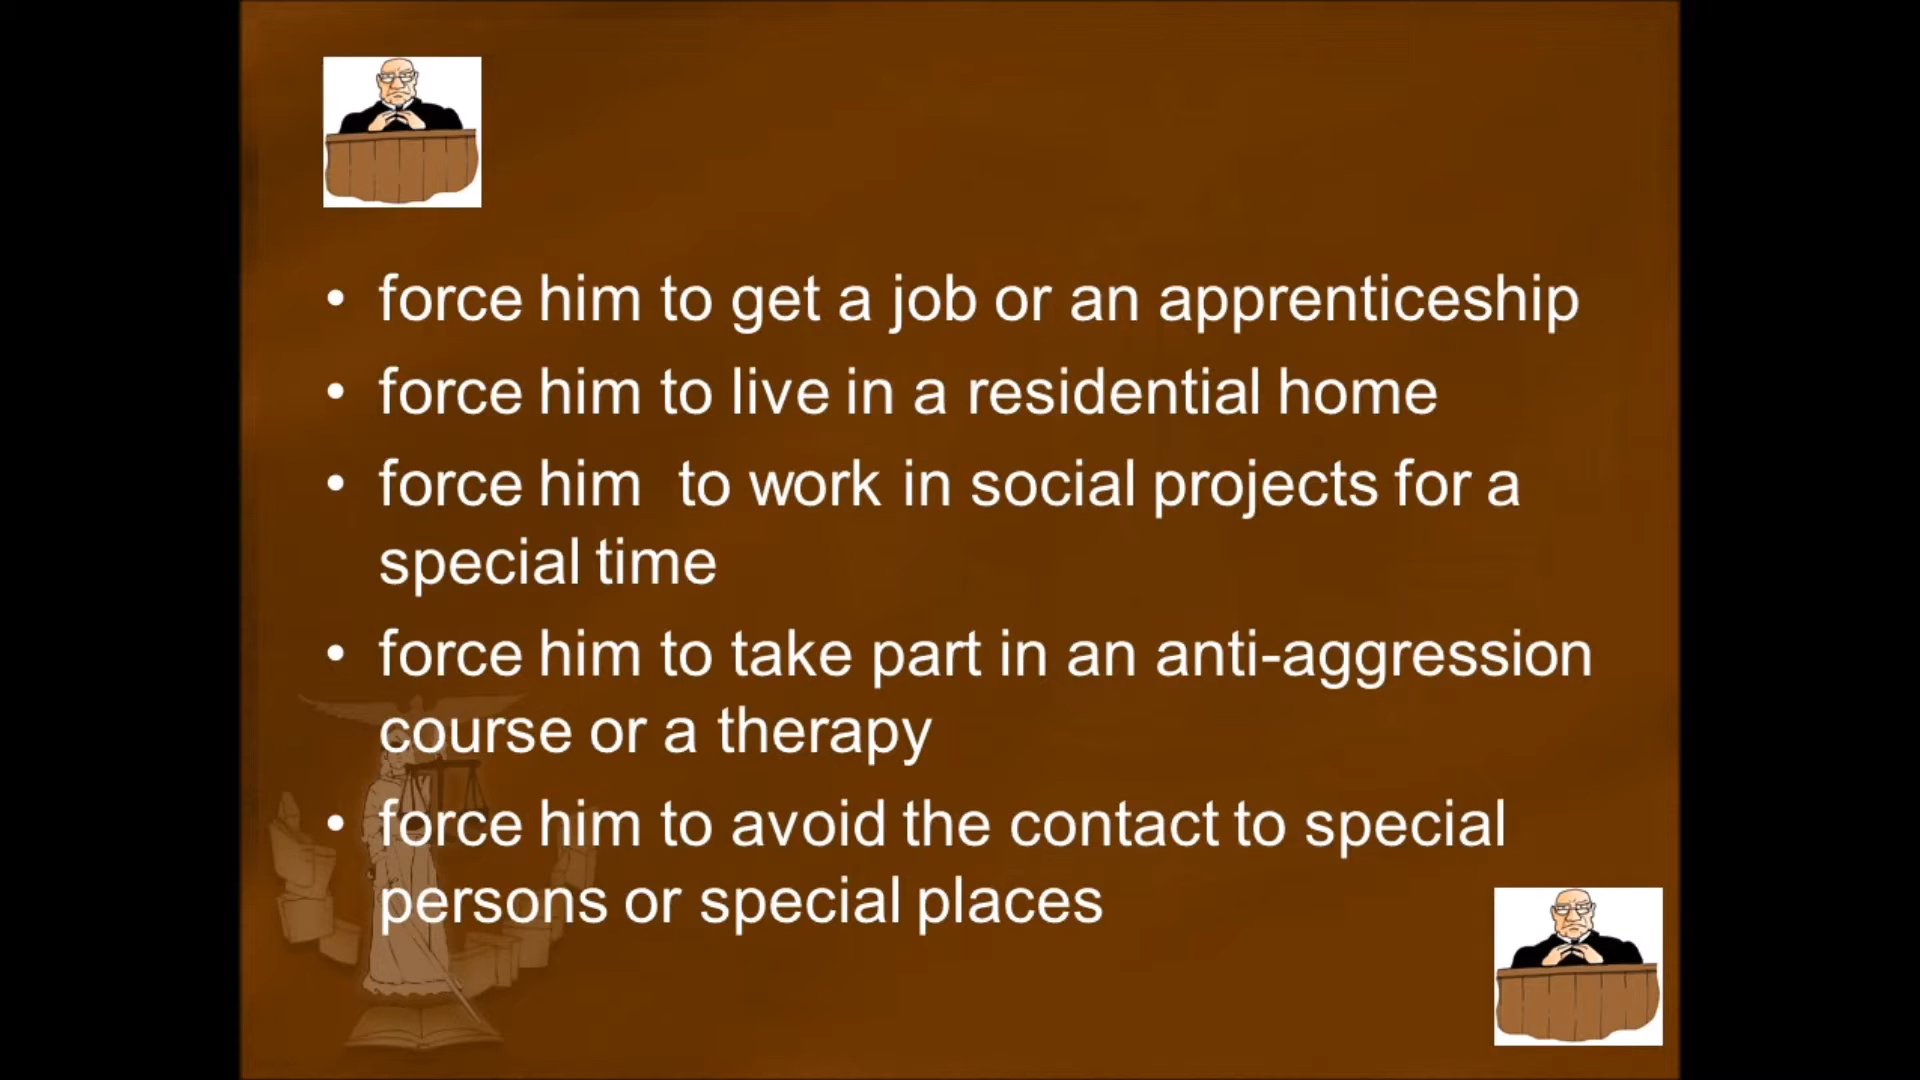 • force him to get a job or an apprenticeship
• force him to live in a residential home
• force him  to work in social projects for a
special time
• force him to take part in an anti-aggression
course or a therapy
• force him to avoid the contact to special
persons or special places